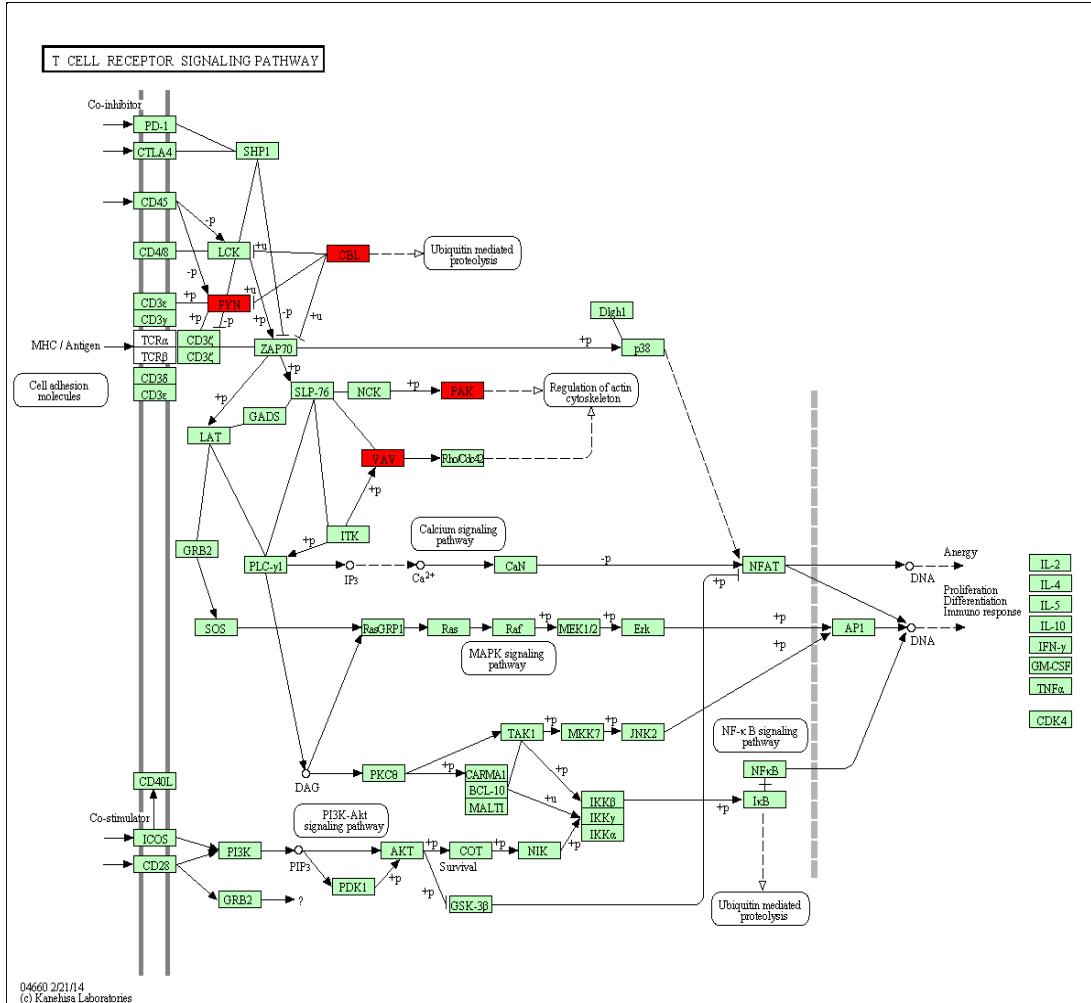 T CELL RECEPTOR SIGNALING PATHWAY
Co-inhibitor
PD-1
CTLA4
SHP1
CD45
-p
CD4/8
LCK
+u
CBL
Ubiquitin mediated
proteolysis
-p
+p
CD3ε
FYN
+u
CD3γ
+p
-p
+p
-p
+u
Dlgh1
MHC / Antigen
TCRα
CD3ζ
ZAP70
+p
p38
TCRβ
CD3ζ
+p
Cell adhesion
molecules
CD3δ
CD3ε
SLP-76
NCK
+p
PAK
Regulation of actin
cytoskeleton
+p
GADS
LAT
VAV
Rho/Cdc42
+p
ITK
+p
Calcium signaling
pathway
GRB2
PLC-γ1
IP3
Ca2+
CaN
-p
NFAT
+p
DNA
Anergy
Proliferation
Differentiation
Immuno response
SOS
RasGRP1
Ras
Raf
+p
MEK1/2
+p
Erk
+p
AP1
DNA
MAPK signaling
pathway
+p
IL-2
IL-4
IL-5
IL-10
IFN-γ
GM-CSF
TNFα
CDK4
TAK1
+p
MKK7
+p
JNK2
NF-κB signaling
pathway
DAG
PKCθ
+p
CARMA1
BCL-10
MALT1
+p
+u
IKKβ
IKKγ
IKKα
+p
NFκB
IκB
CD40L
Co-stimulator
PI3K-Akt
signaling pathway
ICOS
CD28
PI3K
PIP3
AKT
+p
COT
+p
NIK
+p
Survival
PDK1
+p
+p
GSK-3β
GRB2
?
Ubiquitin mediated
proteolysis
04660 2/21/14
(c) Kanehisa Laboratories